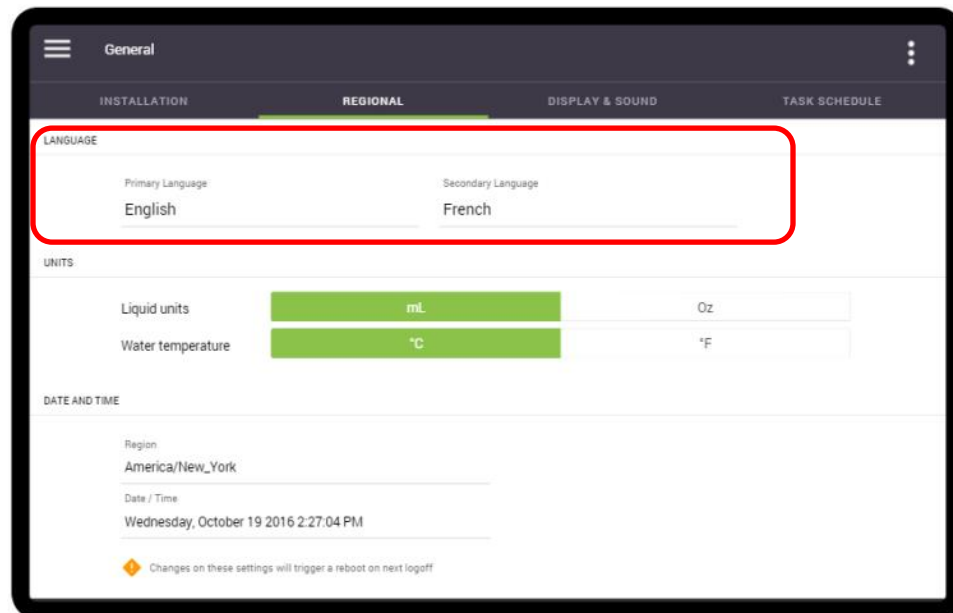 General
INSTALLATION REGIONAL DISPLAY & SOUND TASK SCHEDULE
LANGUAGE
Primary Language Secondary Language
English French
UNITS
Liquid units mL Oz
Water temperature °C °F
DATE AND TIME
Region
America/New_York
Date / Time
Wednesday, October 19 2016 2:27:04 PM
Changes on these settings will trigger a reboot on next logoff